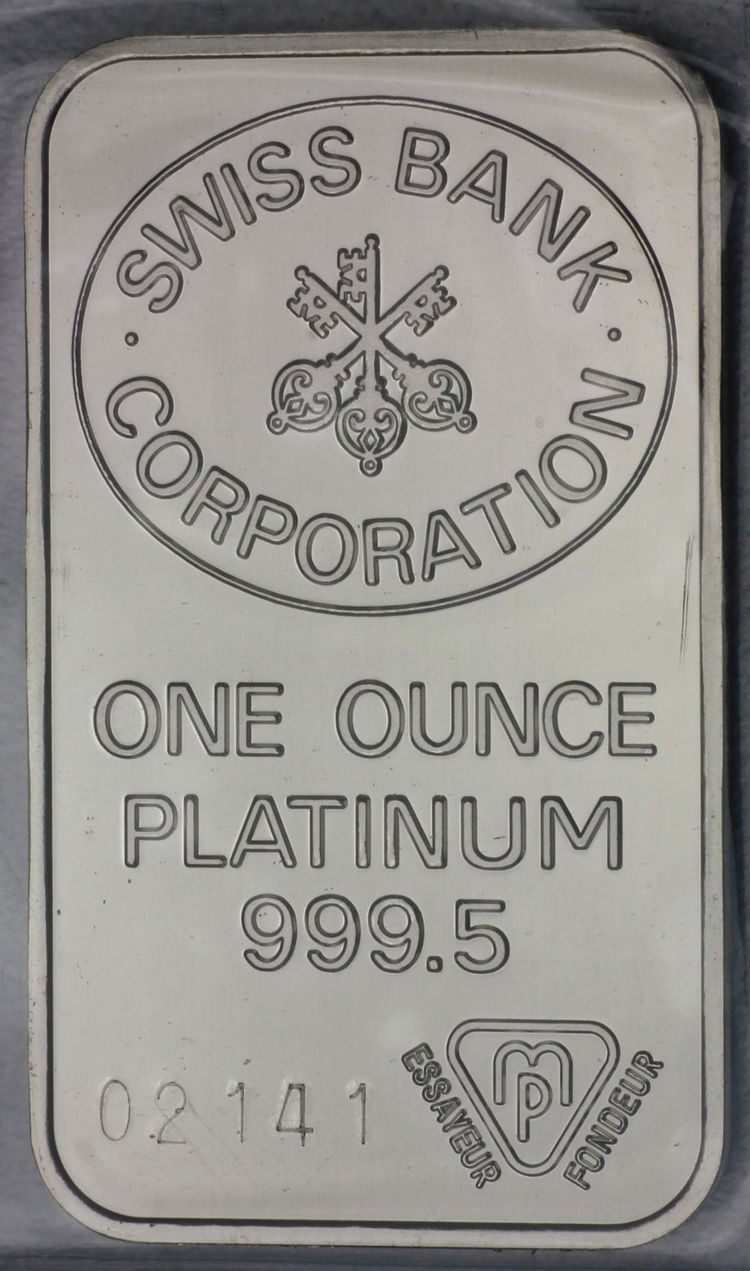 · SWISS BANK ·
CORPORATION
ONE OUNCE
PLATINUM
999.5
02141
ESSAYEUR
MP
FONDEUR